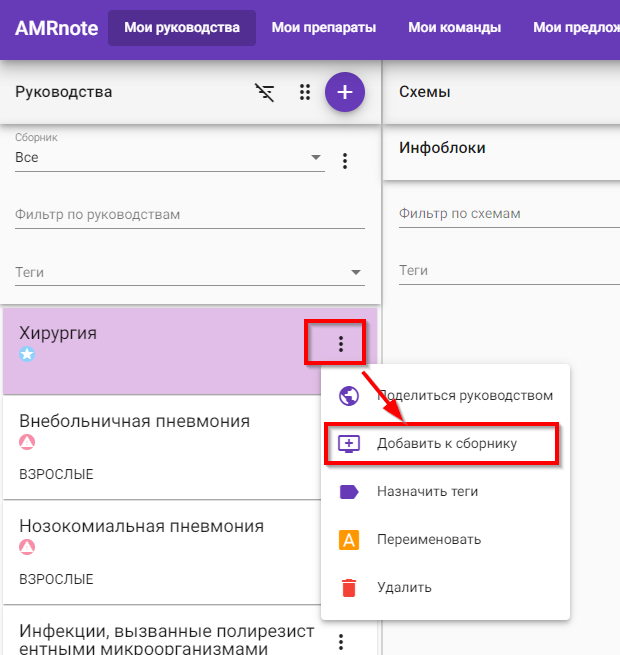 AMRnote Мои руководства Мои препараты Мои команды Мои предлож
Руководства
Сборник
Все
Фильтр по руководствам
Теги
Хирургия
Внебольничная пневмония
ВЗРОСЛЫЕ
Нозокомиальная пневмония
ВЗРОСЛЫЕ
Инфекции, вызванные полирезист
ентными микроорганизмами
Схемы
Инфоблоки
Фильтр по схемам
Теги
Поделиться руководством
Добавить к сборнику
Назначить теги
Переименовать
Удалить